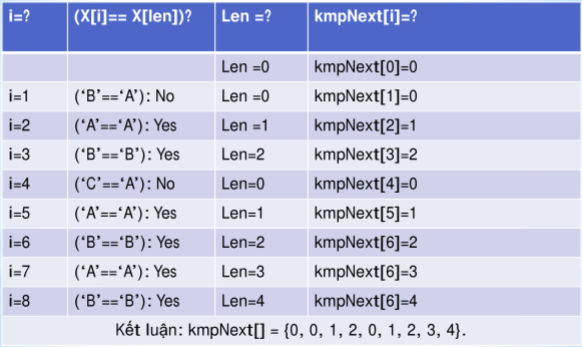 i=? (X[i]== X[len])? Len =? kmpNext[i]=?
Len =0 kmpNext[0]=0
i=1 (‘B’==‘A’): No Len =0 kmpNext[1]=0
i=2 (‘A’==‘A’): Yes Len =1 kmpNext[2]=1
i=3 (‘B’==‘B’): Yes Len=2 kmpNext[3]=2
i=4 (‘C’==‘A’): No Len=0 kmpNext[4]=0
i=5 (‘A’==‘A’): Yes Len=1 kmpNext[5]=1
i=6 (‘B’==‘B’): Yes Len=2 kmpNext[6]=2
i=7 (‘A’==‘A’): Yes Len=3 kmpNext[6]=3
i=8 (‘B’==‘B’): Yes Len=4 kmpNext[6]=4
Kết luận: kmpNext[] = {0, 0, 1, 2, 0, 1, 2, 3, 4}.